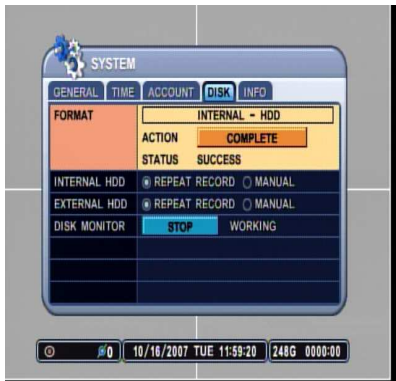 SYSTEM
GENERAL TIME ACCOUNT DISK INFO
FORMAT INTERNAL - HDD
ACTION COMPLETE
STATUS SUCCESS
INTERNAL HDD REPEAT RECORD MANUAL
EXTERNAL HDD REPEAT RECORD MANUAL
DISK MONITOR STOP WORKING
0 10/16/2007 TUE 11:59:20 248G 0000:00